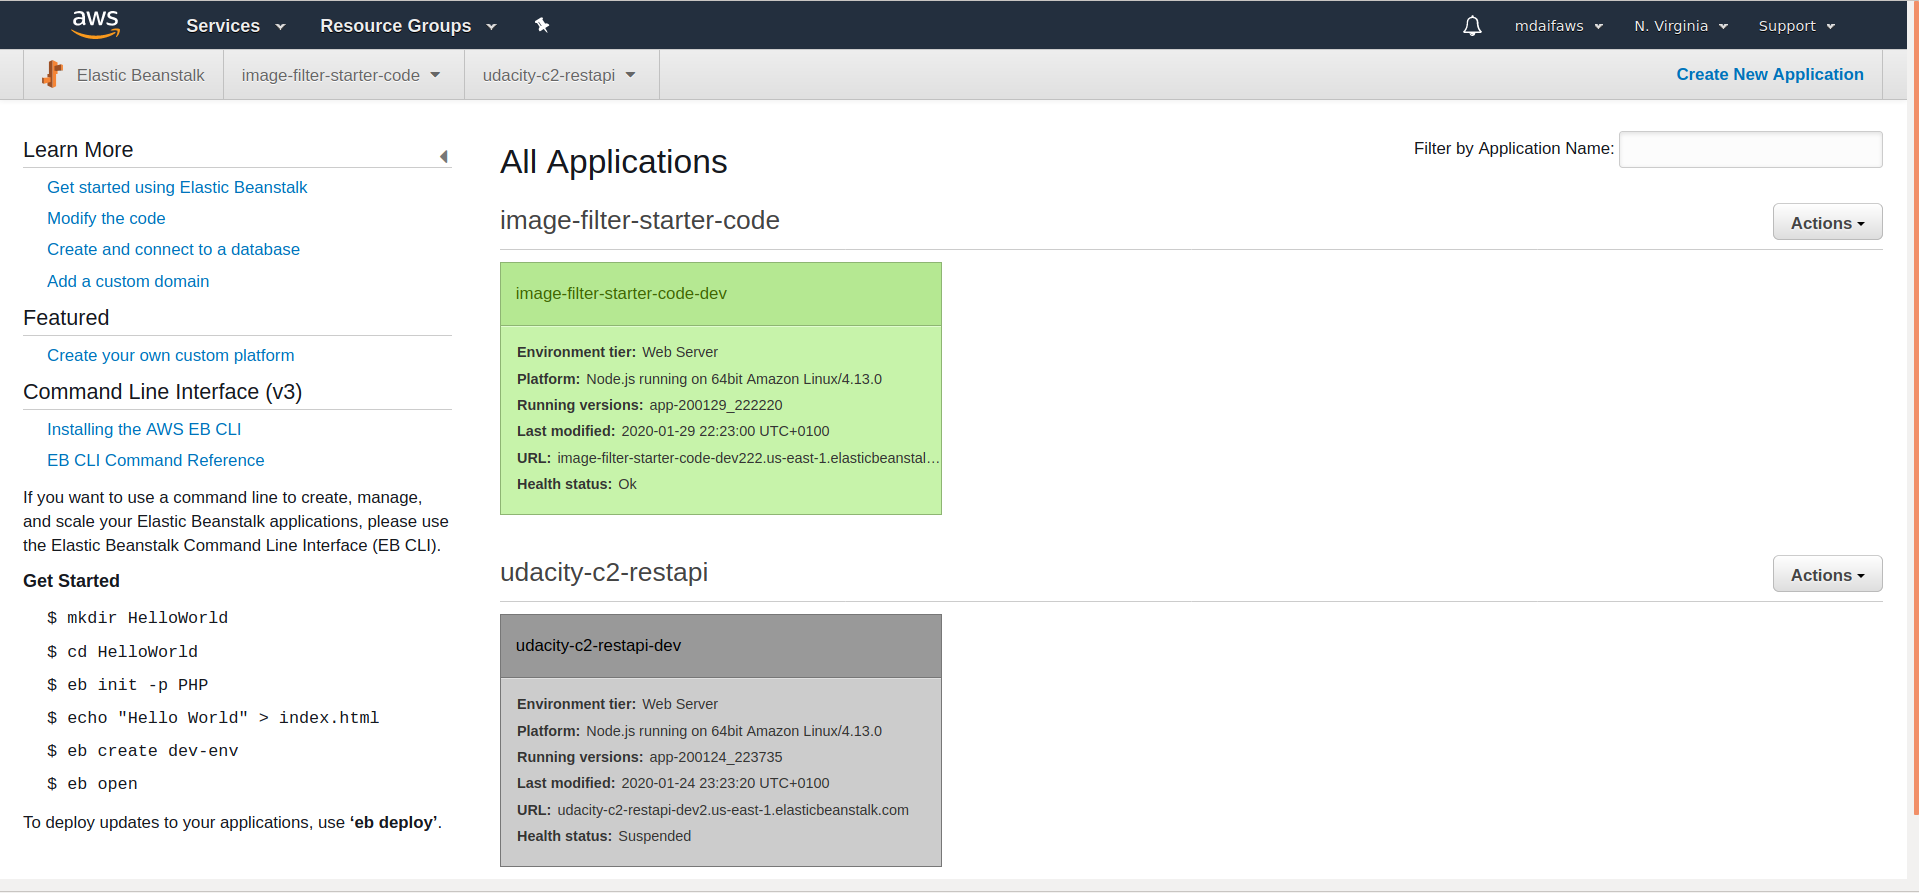 aws
Services
Resource Groups
mdaifaws
N. Virginia
Support
Elastic Beanstalk
image-filter-starter-code
udacity-c2-restapi
Create New Application
Learn More
Get started using Elastic Beanstalk
Modify the code
Create and connect to a database
Add a custom domain
Featured
Create your own custom platform
Command Line Interface (v3)
Installing the AWS EB CLI
EB CLI Command Reference
If you want to use a command line to create, manage,
and scale your Elastic Beanstalk applications, please use
the Elastic Beanstalk Command Line Interface (EB CLI).
Get Started
$ mkdir HelloWorld
$ cd HelloWorld
$ eb init -p PHP
$ echo "Hello World" > index.html
$ eb create dev-env
$ eb open
To deploy updates to your applications, use ‘eb deploy’.
All Applications
Filter by Application Name:
image-filter-starter-code
Actions
image-filter-starter-code-dev
Environment tier: Web Server
Platform: Node.js running on 64bit Amazon Linux/4.13.0
Running versions: app-200129_222220
Last modified: 2020-01-29 22:23:00 UTC+0100
URL: image-filter-starter-code-dev222.us-east-1.elasticbeanstal...
Health status: Ok
udacity-c2-restapi
Actions
udacity-c2-restapi-dev
Environment tier: Web Server
Platform: Node.js running on 64bit Amazon Linux/4.13.0
Running versions: app-200124_223735
Last modified: 2020-01-24 23:23:20 UTC+0100
URL: udacity-c2-restapi-dev2.us-east-1.elasticbeanstalk.com
Health status: Suspended